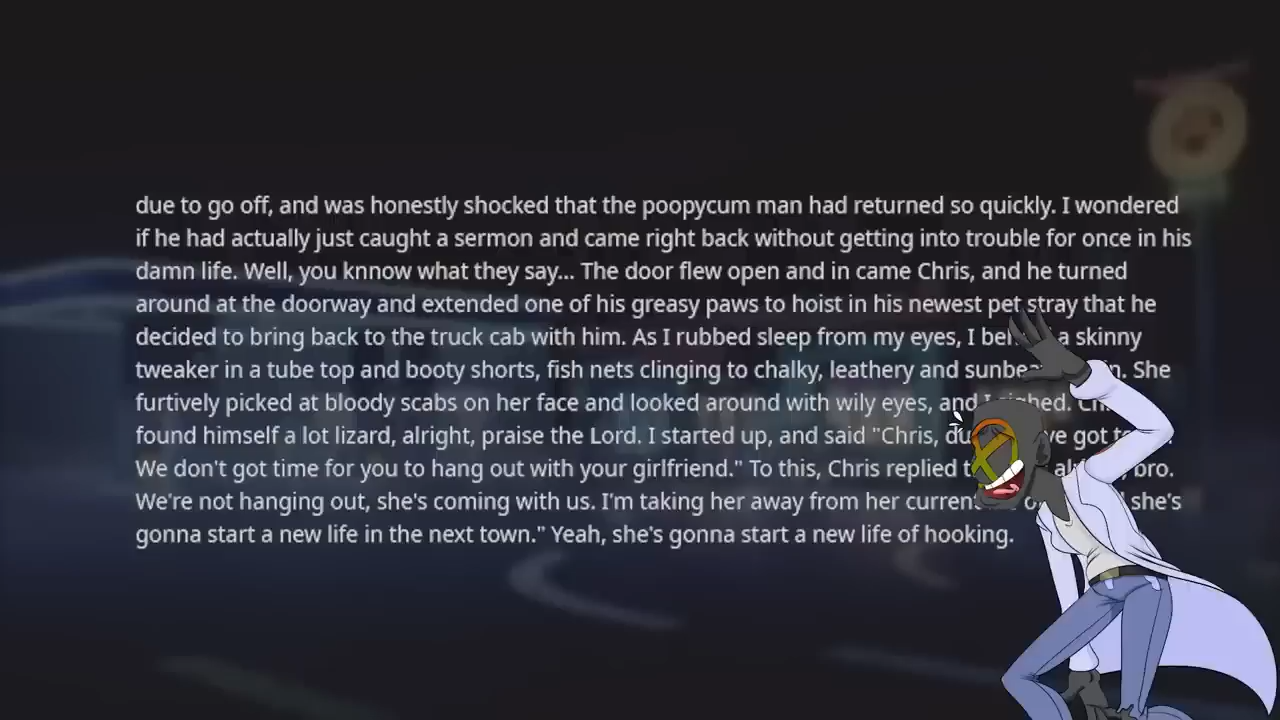 due to go off, and was honestly shocked that the poopycum man had returned so quickly. I wondered
if he had actually just caught a sermon and came right back without getting into trouble for once in his
damn life. Well, you knnow what they say... The door flew open and in came Chris, and he turned
around at the doorway and extended one of his greasy paws to hoist in his newest pet stray that he
decided to bring back to the truck cab with him. As I rubbed sleep from my eyes, I a skinny
tweaker in a tube top and booty shorts, fish nets clinging to chalky, leathery and She
furtively picked at bloody scabs on her face and looked around with wily eyes, and I sighed.
found himself a lot lizard, alright, praise the Lord. I started up, and said "Chris, got
We don't got time for you to hang out with your girlfriend." To this, Chris replied bro.
We're not hanging out, she's coming with us. I'm taking her away from her she's
gonna start a new life in the next town." Yeah, she's gonna start a new life of hooking.